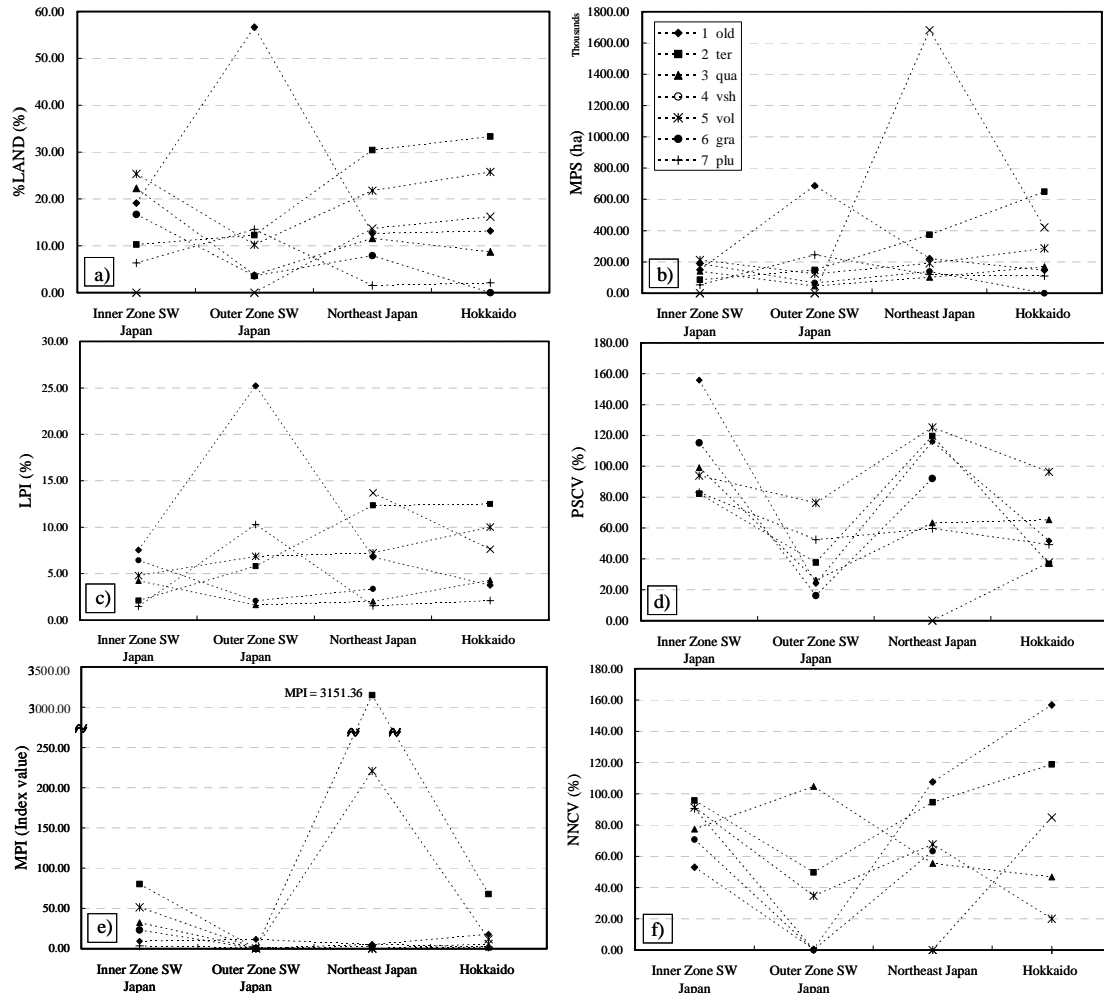 60.00
50.00
40.00
30.00
20.00
10.00
0.00
%LAND (%)
a)
Inner Zone SW
Japan
Outer Zone SW
Japan
Northeast Japan
Hokkaido
1800.00
1600.00
1400.00
1200.00
1000.00
800.00
600.00
400.00
200.00
0.00
Thousands
MPS (ha)
1 old
2 ter
3 qua
4 vsh
5 vol
6 gra
7 plu
b)
Inner Zone SW
Japan
Outer Zone SW
Japan
Northeast Japan
Hokkaido
30.00
25.00
20.00
15.00
10.00
5.00
0.00
LPI (%)
c)
Inner Zone SW
Japan
Outer Zone SW
Japan
Northeast Japan
Hokkaido
180.00
160.00
140.00
120.00
100.00
80.00
60.00
40.00
20.00
0.00
PSCV (%)
d)
Inner Zone SW
Japan
Outer Zone SW
Japan
Northeast Japan
Hokkaido
3500.00
3000.00
250.00
200.00
150.00
100.00
50.00
0.00
MPI (Index value)
MPI = 3151.36
e)
Inner Zone SW
Japan
Outer Zone SW
Japan
Northeast Japan
Hokkaido
180.00
160.00
140.00
120.00
100.00
80.00
60.00
40.00
20.00
0.00
NNCV (%)
f)
Inner Zone SW
Japan
Outer Zone SW
Japan
Northeast Japan
Hokkaido